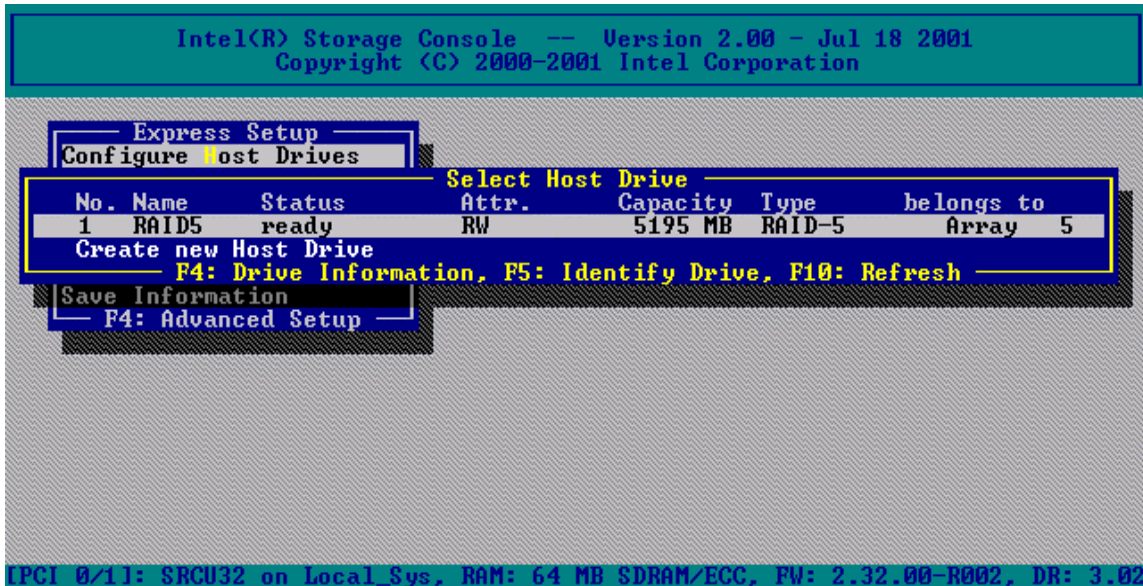 Intel(R) Storage Console -- Version 2.00 - Jul 18 2001
Copyright (C) 2000-2001 Intel Corporation
Express Setup
Configure Host Drives
Select Host Drive
No. Name Status Attr. Capacity Type belongs to
1 RAID5 ready RW 5195 MB RAID-5 Array 5
Create new Host Drive
F4: Drive Information, F5: Identify Drive, F10: Refresh
Save Information
F4: Advanced Setup
[PCI 0/1]: SRCU32 on Local_Sys, RAM: 64 MB SDRAM/ECC, FW: 2.32.00-R002, DR: 3.0